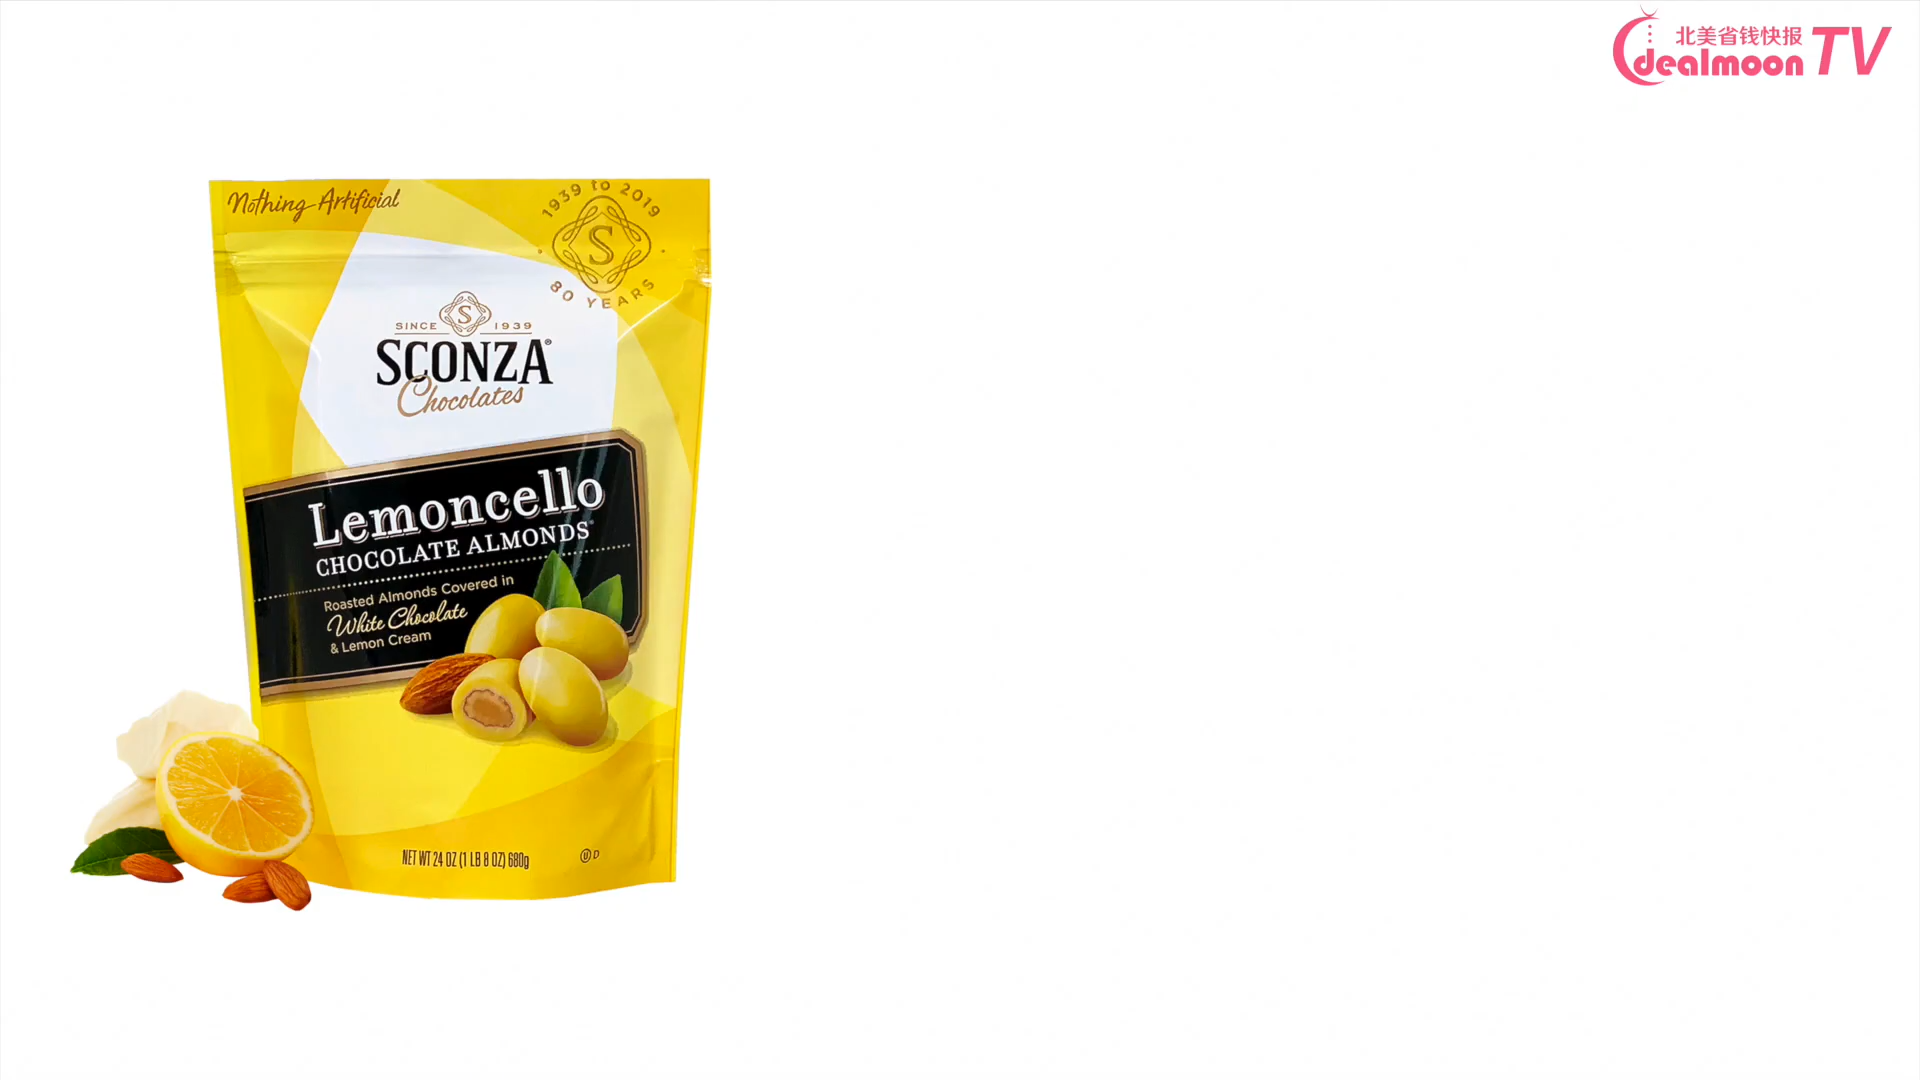 北美省钱快报
dealmoon TV
Nothing Artificial
1939 to 2019
S
80 YEARS
S
SINCE 1939
SCONZA®
Chocolates
Lemoncello
CHOCOLATE ALMONDS
Roasted Almonds Covered in
White Chocolate
& Lemon Cream
NET WT 24 OZ (1 LB 8 OZ) 680g
U D